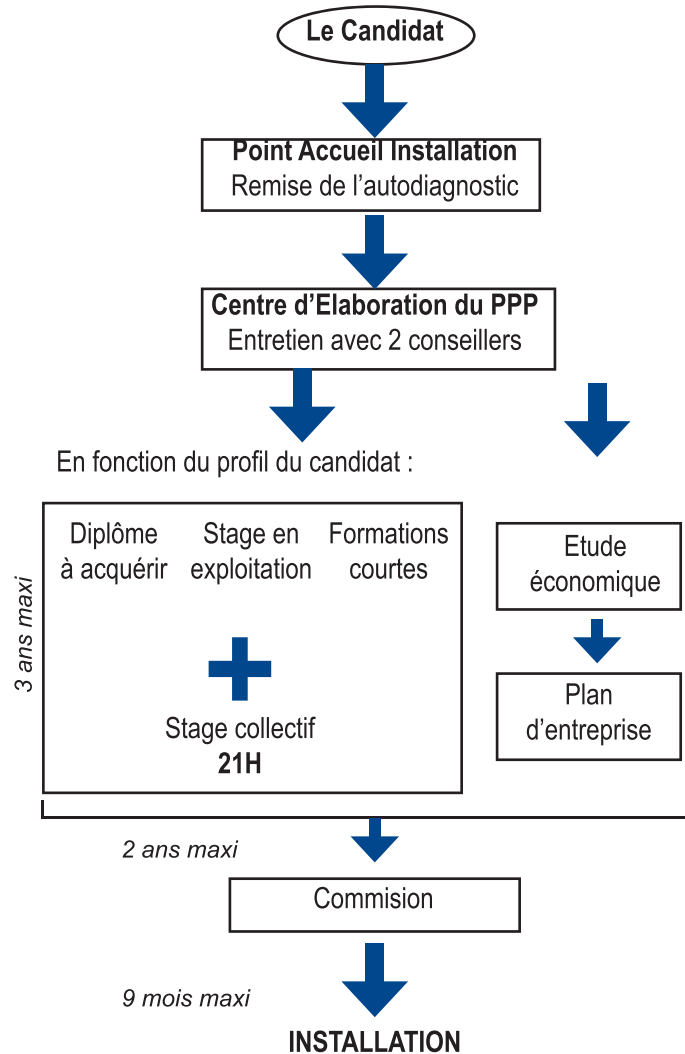 Le Candidat
Point Accueil Installation
Remise de l'autodiagnostic
Centre d'Elaboration du PPP
Entretien avec 2 conseillers
En fonction du profil du candidat :
3 ans maxi
Diplôme
à acquérir
Stage en
exploitation
Formations
courtes
Stage collectif
21H
Etude
économique
Plan
d'entreprise
2 ans maxi
Commision
9 mois maxi
INSTALLATION